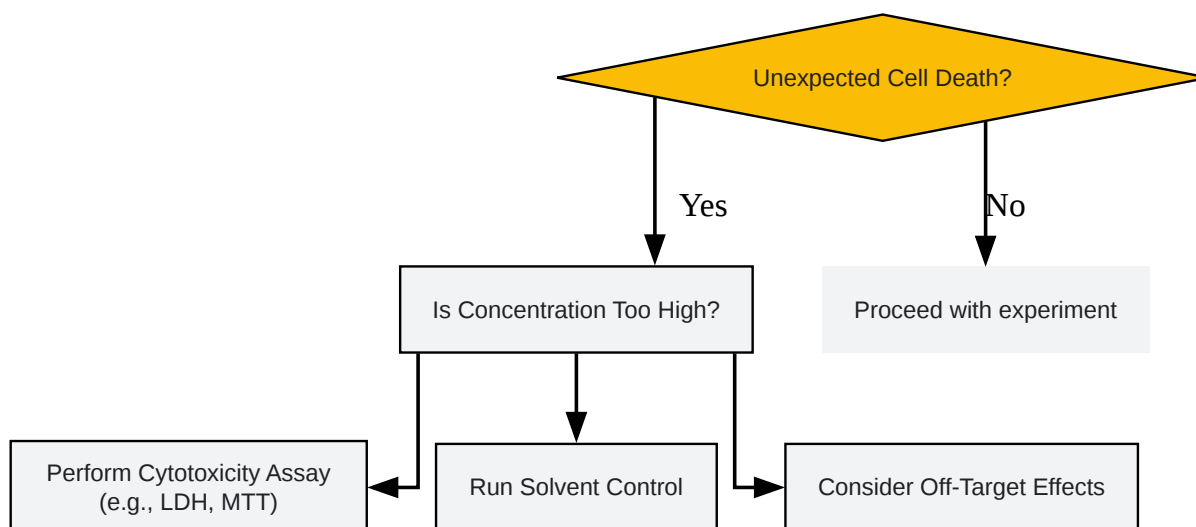 Unexpected Cell Death?
Yes
No
Is Concentration Too High?
Proceed with experiment
Perform Cytotoxicity Assay
(e.g., LDH, MTT)
Run Solvent Control
Consider Off-Target Effects